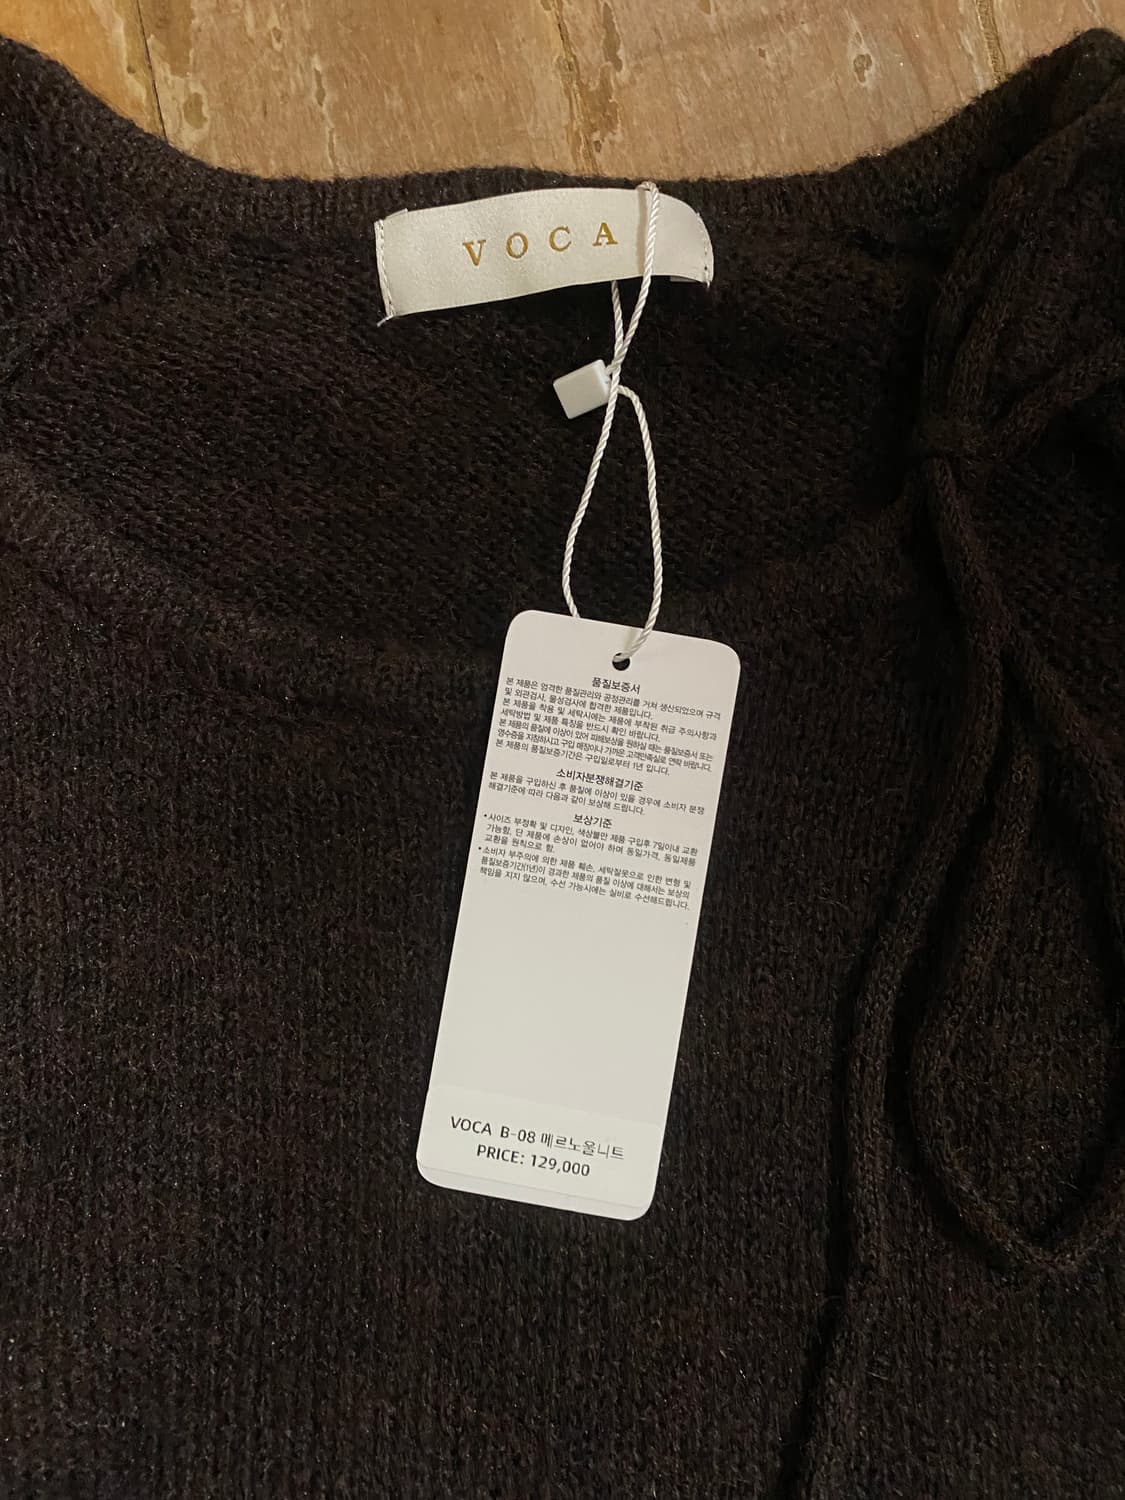 VOCA
품질보증서
본 제품은 엄격한 품질관리와 공정관리를 거쳐 생산되었으며 규격
및 외관검사, 물성검사에 합격한 제품입니다.
본 제품을 착용 및 세탁시에는 제품에 부착된 취급 주의사항과
세탁방법 및 제품 특징을 반드시 확인 바랍니다.
본 제품의 품질에 이상이 있어 피해보상을 원하실 때는 품질보증서 또는
영수증을 지참하시고 구입 매장이나 가까운 고객만족실로 연락 바랍니다.
본 제품의 품질보증기간은 구입일로부터 1년 입니다.
소비자분쟁해결기준
본 제품을 구입하신 후 품질에 이상이 있을 경우에 소비자 분쟁
해결기준에 따라 다음과 같이 보상해 드립니다.
보상기준
•사이즈 부정확 및 디자인, 색상불만 제품 구입후 7일이내 교환
가능함, 단 제품에 손상이 없어야 하며 동일가격, 동일제품
교환을 원칙으로 함.
•소비자 부주의에 의한 제품 훼손, 세탁잘못으로 인한 변형 및
품질보증기간(1년)이 경과한 제품의 품질 이상에 대해서는 보상의
책임을 지지 않으며, 수선 가능시에는 실비로 수선해드립니다.
VOCA B-08 메르노울니트
PRICE: 129,000